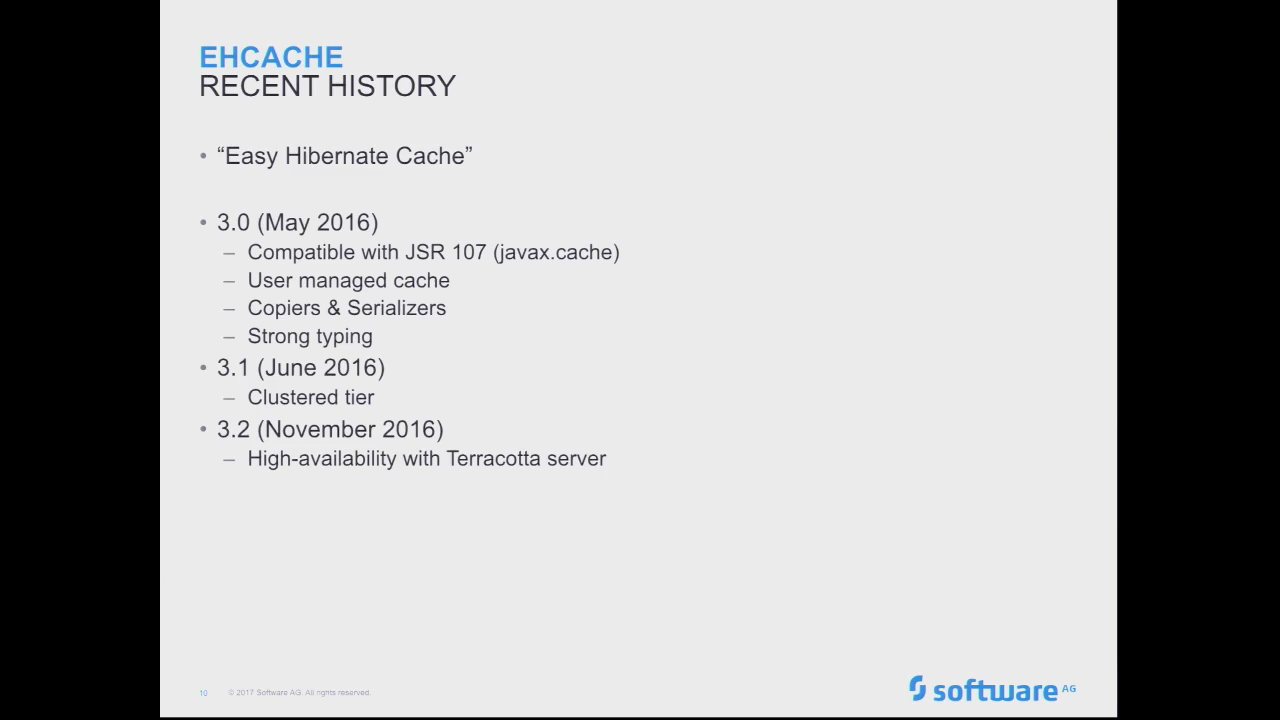 EHCACHE
RECENT HISTORY
• “Easy Hibernate Cache”
• 3.0 (May 2016)
– Compatible with JSR 107 (javax.cache)
– User managed cache
– Copiers & Serializers
– Strong typing
• 3.1 (June 2016)
– Clustered tier
• 3.2 (November 2016)
– High-availability with Terracotta server
10 © 2017 Software AG. All rights reserved.
software AG